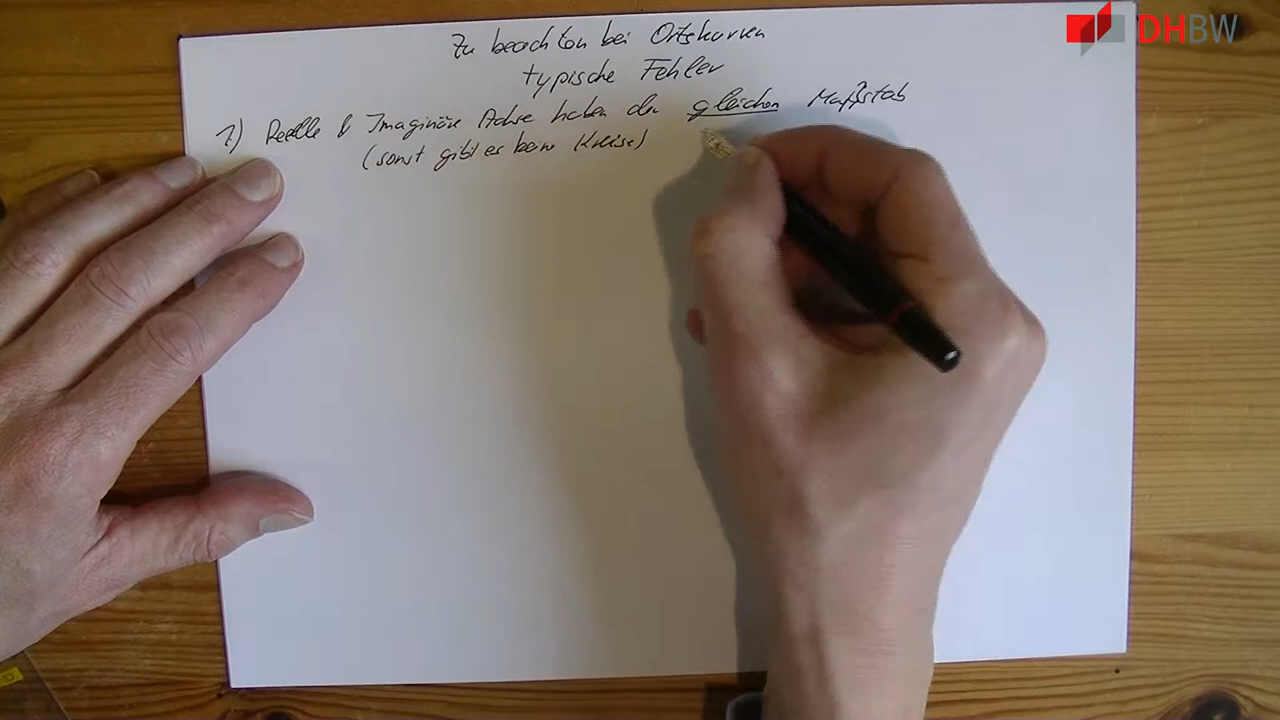 DHBW
Zu beachten bei Ortskurven
typische Fehler
1) Reelle & Imaginäre Achse haben den gleichen Maßstab
(sonst gibt es keine Kreise)